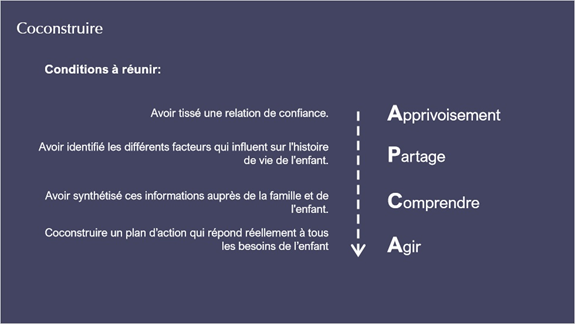 Coconstruire
Conditions à réunir:
Avoir tissé une relation de confiance.
Apprivoisement
Avoir identifié les différents facteurs qui influent sur l'histoire
de vie de l'enfant.
Partage
Avoir synthétisé ces informations auprès de la famille et de
l'enfant.
Comprendre
Coconstruire un plan d'action qui répond réellement à tous
les besoins de l'enfant
Agir